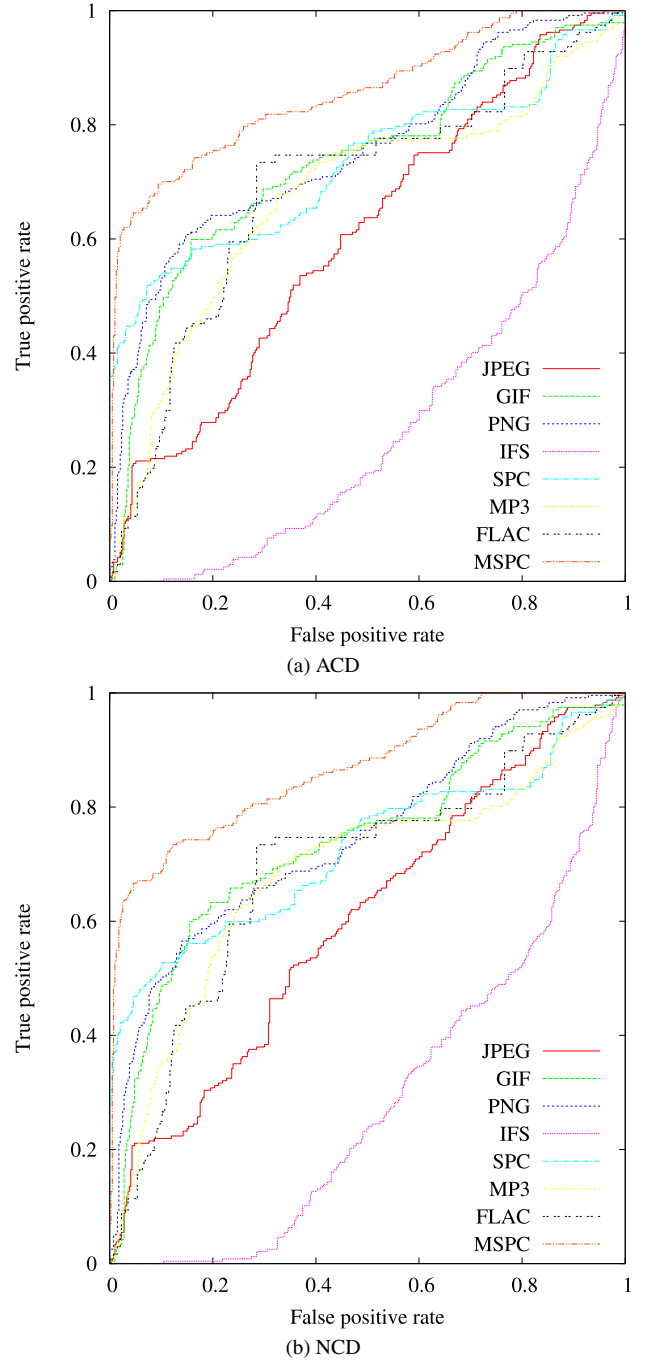 1
0.8
0.6
0.4
0.2
0
True positive rate
JPEG
GIF
PNG
IFS
SPC
MP3
FLAC
MSPC
0 0.2 0.4 0.6 0.8 1
False positive rate
(a) ACD
1
0.8
0.6
0.4
0.2
0
True positive rate
JPEG
GIF
PNG
IFS
SPC
MP3
FLAC
MSPC
0 0.2 0.4 0.6 0.8 1
False positive rate
(b) NCD